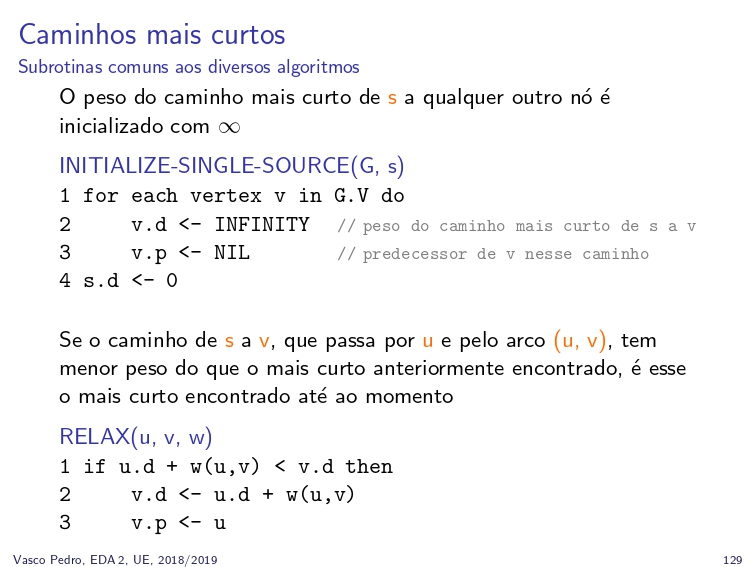 Caminhos mais curtos
Subrotinas comuns aos diversos algoritmos
O peso do caminho mais curto de s a qualquer outro nó é
inicializado com ∞
INITIALIZE-SINGLE-SOURCE(G, s)
1 for each vertex v in G.V do
2     v.d <- INFINITY  // peso do caminho mais curto de s a v
3     v.p <- NIL       // predecessor de v nesse caminho
4 s.d <- 0
Se o caminho de s a v, que passa por u e pelo arco (u, v), tem
menor peso do que o mais curto anteriormente encontrado, é esse
o mais curto encontrado até ao momento
RELAX(u, v, w)
1 if u.d + w(u,v) < v.d then
2     v.d <- u.d + w(u,v)
3     v.p <- u
Vasco Pedro, EDA 2, UE, 2018/2019 129